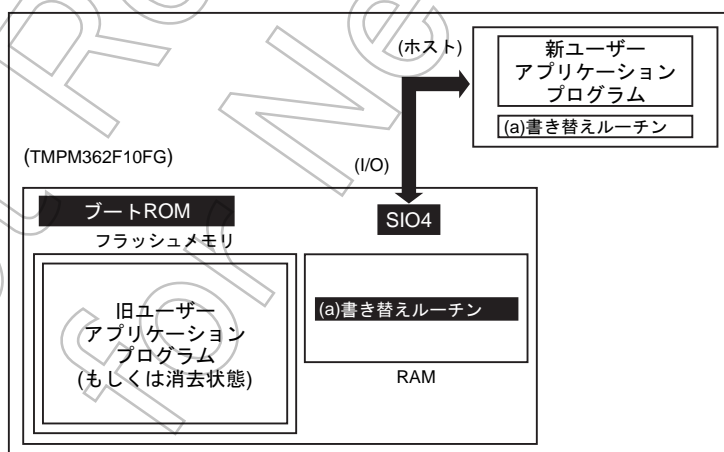 (ホスト)
新ユーザー
アプリケーション
プログラム
(a)書き替えルーチン
(TMPM362F10FG)
(I/O)
ブートROM
SIO4
フラッシュメモリ
旧ユーザー
アプリケーション
プログラム
(もしくは消去状態)
(a)書き替えルーチン
RAM